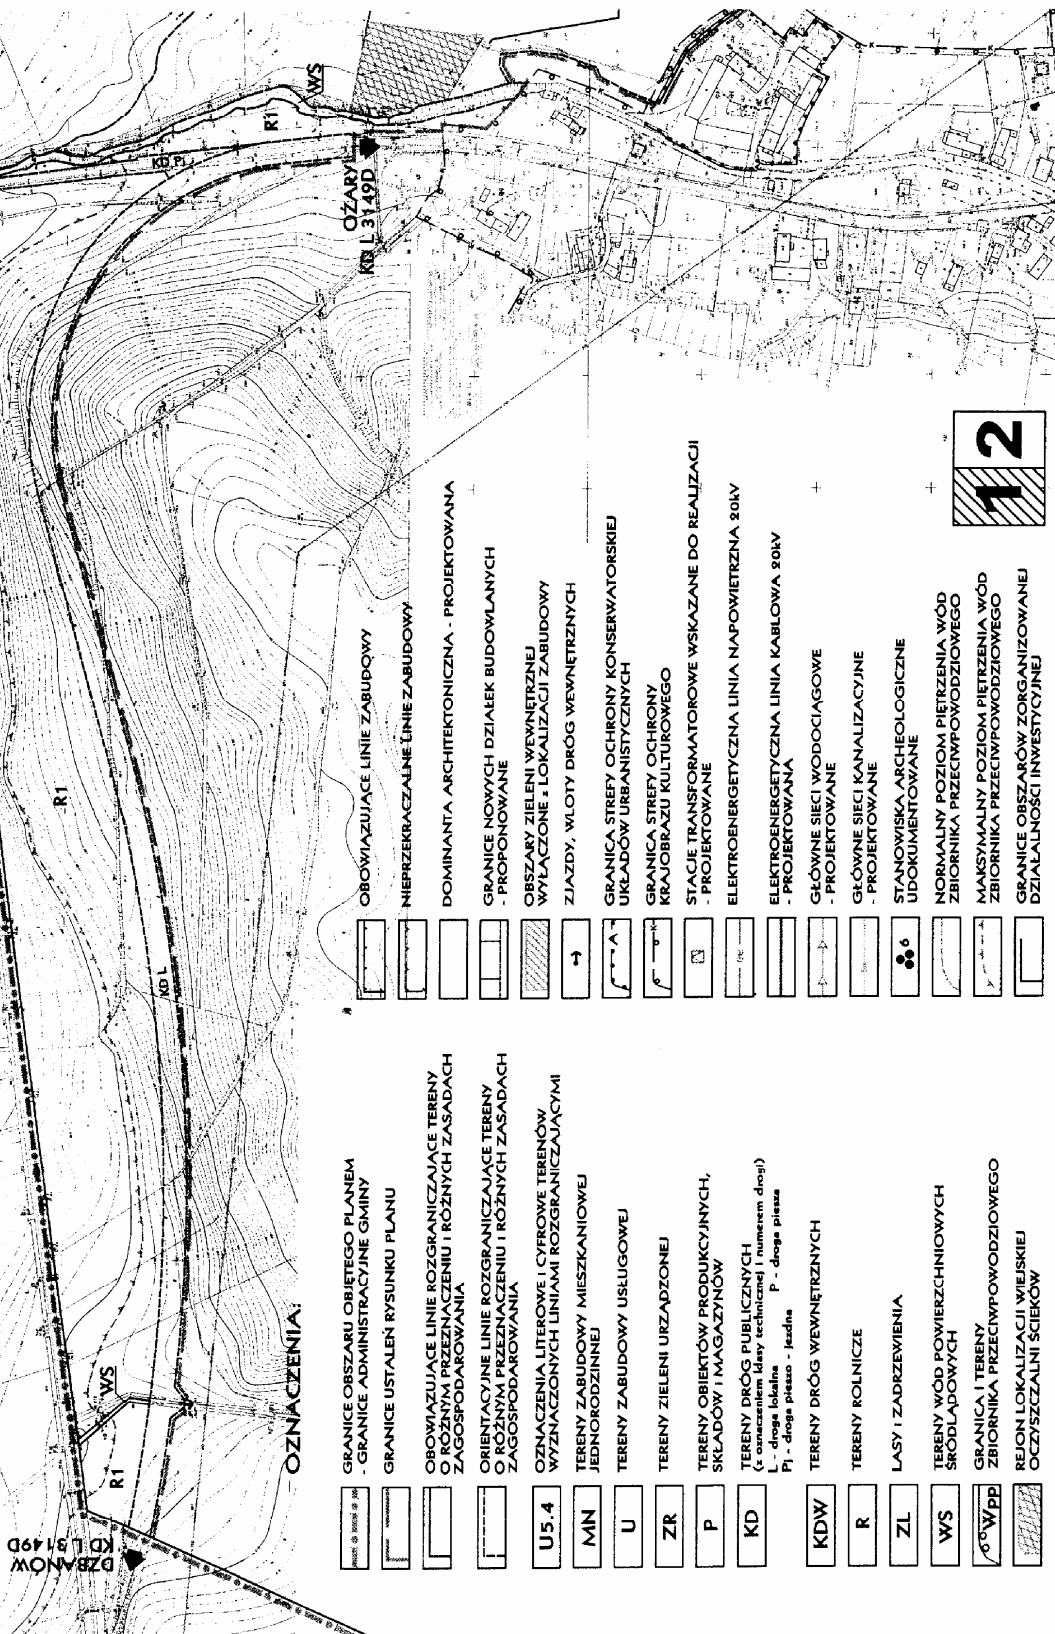 DZBANÓW
KD L 3149D
R1
WS
KD L
R1
KD Pj
R1
WS
OŻARY
KD L 3149D
OZNACZENIA:
GRANICE OBSZARU OBJĘTEGO PLANEM
- GRANICE ADMINISTRACYJNE GMINY
GRANICE USTALEŃ RYSUNKU PLANU
OBOWIĄZUJĄCE LINIE ROZGRANICZAJĄCE TERENY
O RÓŻNYM PRZEZNACZENIU I RÓŻNYCH ZASADACH
ZAGOSPODAROWANIA
ORIENTACYJNE LINIE ROZGRANICZAJĄCE TERENY
O RÓŻNYM PRZEZNACZENIU I RÓŻNYCH ZASADACH
ZAGOSPODAROWANIA
U5.4
OZNACZENIA LITEROWE I CYFROWE TERENÓW
WYZNACZONYCH LINIAMI ROZGRANICZAJĄCYMI
MN
TERENY ZABUDOWY MIESZKANIOWEJ
JEDNORODZINNEJ
U
TERENY ZABUDOWY USŁUGOWEJ
ZR
TERENY ZIELENI URZĄDZONEJ
P
TERENY OBIEKTÓW PRODUKCYJNYCH,
SKŁADÓW I MAGAZYNÓW
KD
TERENY DRÓG PUBLICZNYCH
(z oznaczeniem klasy technicznej i numerem drogi)
L - droga lokalna P - droga piesza
Pj - droga pieszo - jezdna
KDW
TERENY DRÓG WEWNĘTRZNYCH
R
TERENY ROLNICZE
ZL
LASY I ZADRZEWIENIA
WS
TERENY WÓD POWIERZCHNIOWYCH
ŚRÓDLĄDOWYCH
WPP
GRANICA I TERENY
ZBIORNIKA PRZECIWPOWODZIOWEGO
REJON LOKALIZACJI WIEJSKIEJ
OCZYSZCZALNI ŚCIEKÓW
OBOWIĄZUJĄCE LINIE ZABUDOWY
NIEPRZEKRACZALNE LINIE ZABUDOWY
DOMINANTA ARCHITEKTONICZNA - PROJEKTOWANA
GRANICE NOWYCH DZIAŁEK BUDOWLANYCH
- PROPONOWANE
OBSZARY ZIELENI WEWNĘTRZNEJ
WYŁĄCZONE z LOKALIZACJI ZABUDOWY
ZJAZDY, WLOTY DRÓG WEWNĘTRZNYCH
A
GRANICA STREFY OCHRONY KONSERWATORSKIEJ
UKŁADÓW URBANISTYCZNYCH
K
GRANICA STREFY OCHRONY
KRAJOBRAZU KULTUROWEGO
STACJE TRANSFORMATOROWE WSKAZANE DO REALIZACJI
- PROJEKTOWANE
ELEKTROENERGETYCZNA LINIA NAPOWIETRZNA 20kV
ELEKTROENERGETYCZNA LINIA KABLOWA 20kV
- PROJEKTOWANA
GŁÓWNE SIECI WODOCIĄGOWE
- PROJEKTOWANE
GŁÓWNE SIECI KANALIZACYJNE
- PROJEKTOWANE
6
STANOWISKA ARCHEOLOGICZNE
UDOKUMENTOWANE
NORMALNY POZIOM PIĘTRZENIA WÓD
ZBIORNIKA PRZECIWPOWODZIOWEGO
MAKSYMALNY POZIOM PIĘTRZENIA WÓD
ZBIORNIKA PRZECIWPOWODZIOWEGO
GRANICE OBSZARÓW ZORGANIZOWANEJ
DZIAŁALNOŚCI INWESTYCYJNEJ
1 2